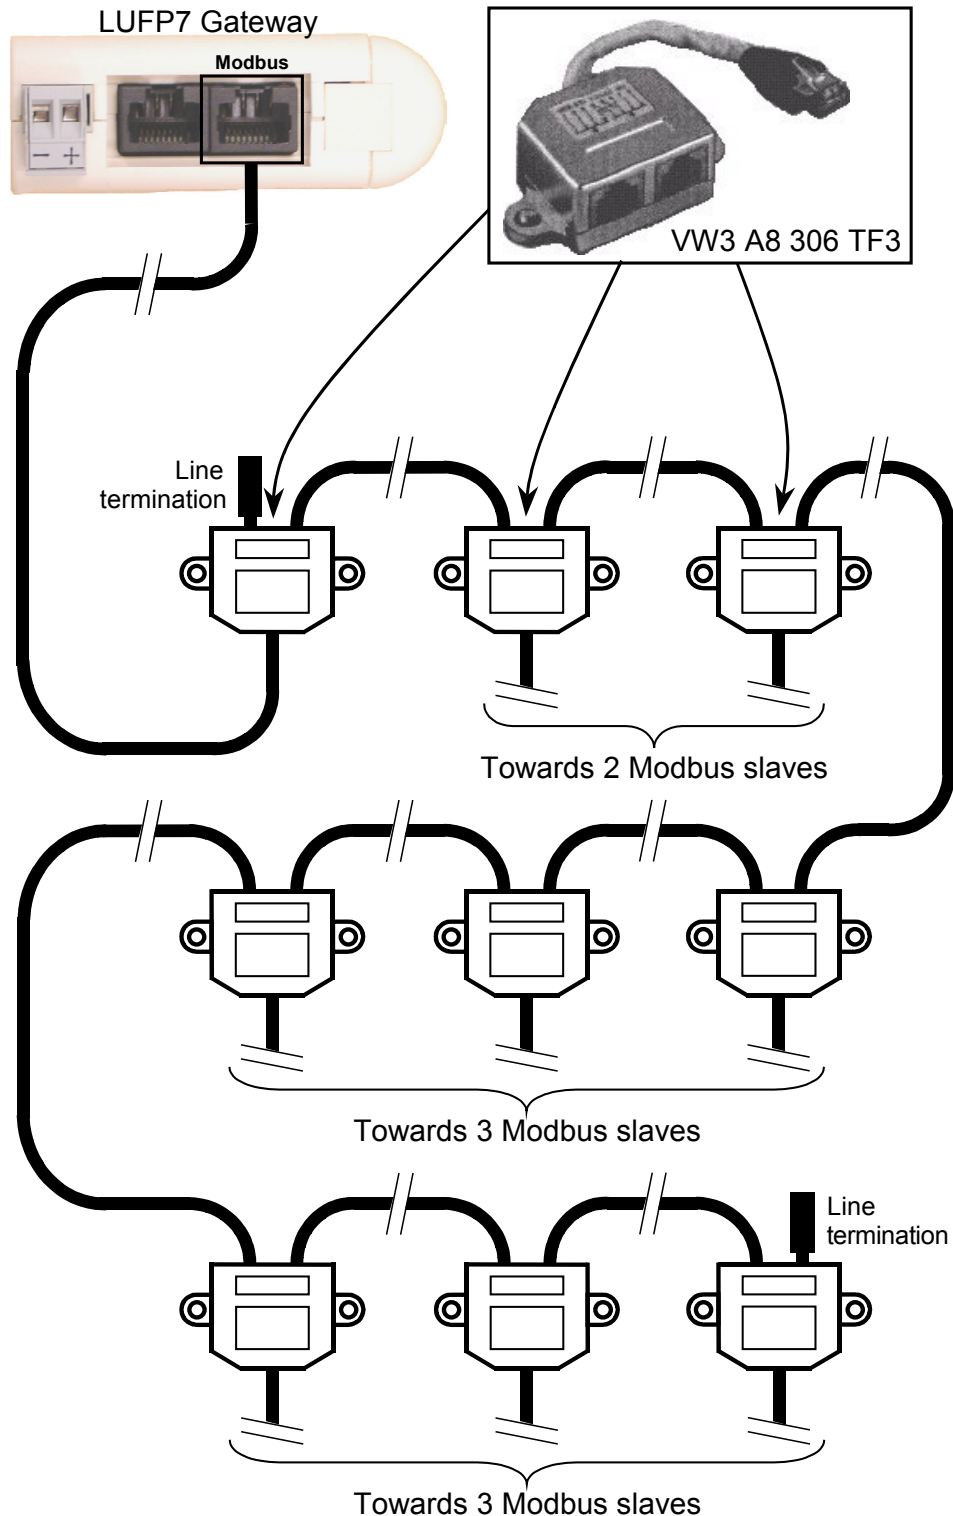 LUFP7 Gateway
Modbus
- +
VW3 A8 306 TF3
Line
termination
Towards 2 Modbus slaves
Towards 3 Modbus slaves
Line
termination
Towards 3 Modbus slaves